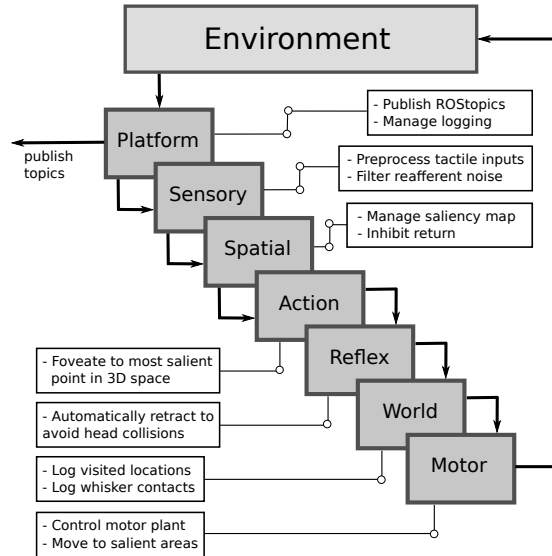 Environment
- Publish ROStopics
- Manage logging
Platform
publish
topics
- Preprocess tactile inputs
- Filter reafferent noise
Sensory
- Manage saliency map
- Inhibit return
Spatial
Action
- Foveate to most salient
point in 3D space
Reflex
- Automatically retract to
avoid head collisions
World
- Log visited locations
- Log whisker contacts
Motor
- Control motor plant
- Move to salient areas